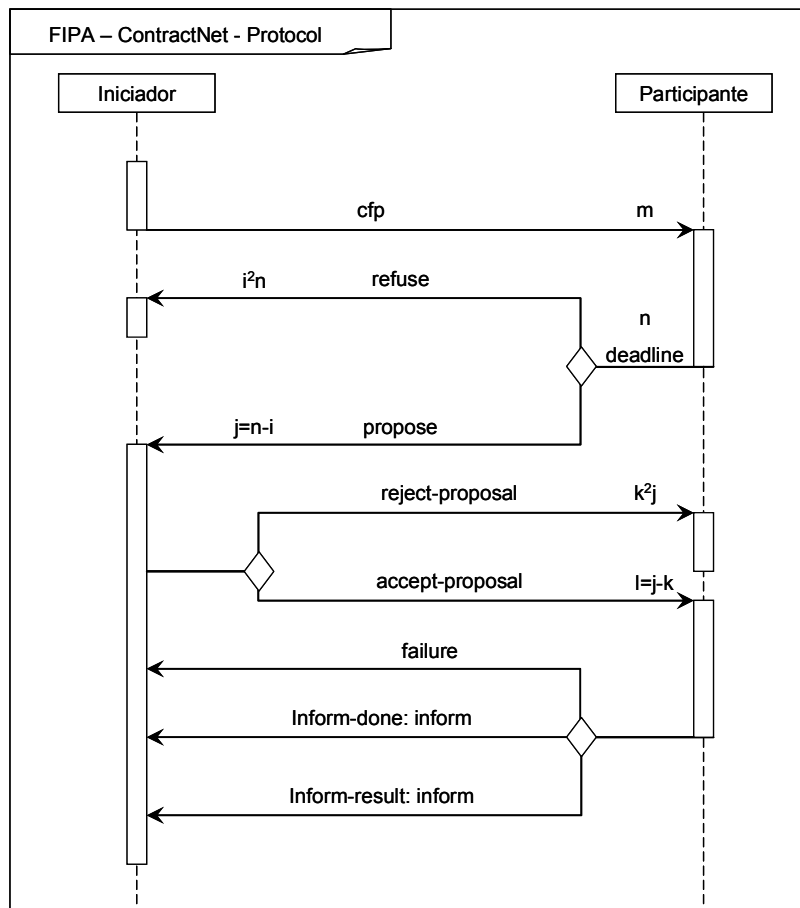 FIPA – ContractNet - Protocol
Iniciador
Participante
cfp
m
i²n
refuse
n
deadline
j=n-i
propose
reject-proposal
k²j
accept-proposal
l=j-k
failure
Inform-done: inform
Inform-result: inform